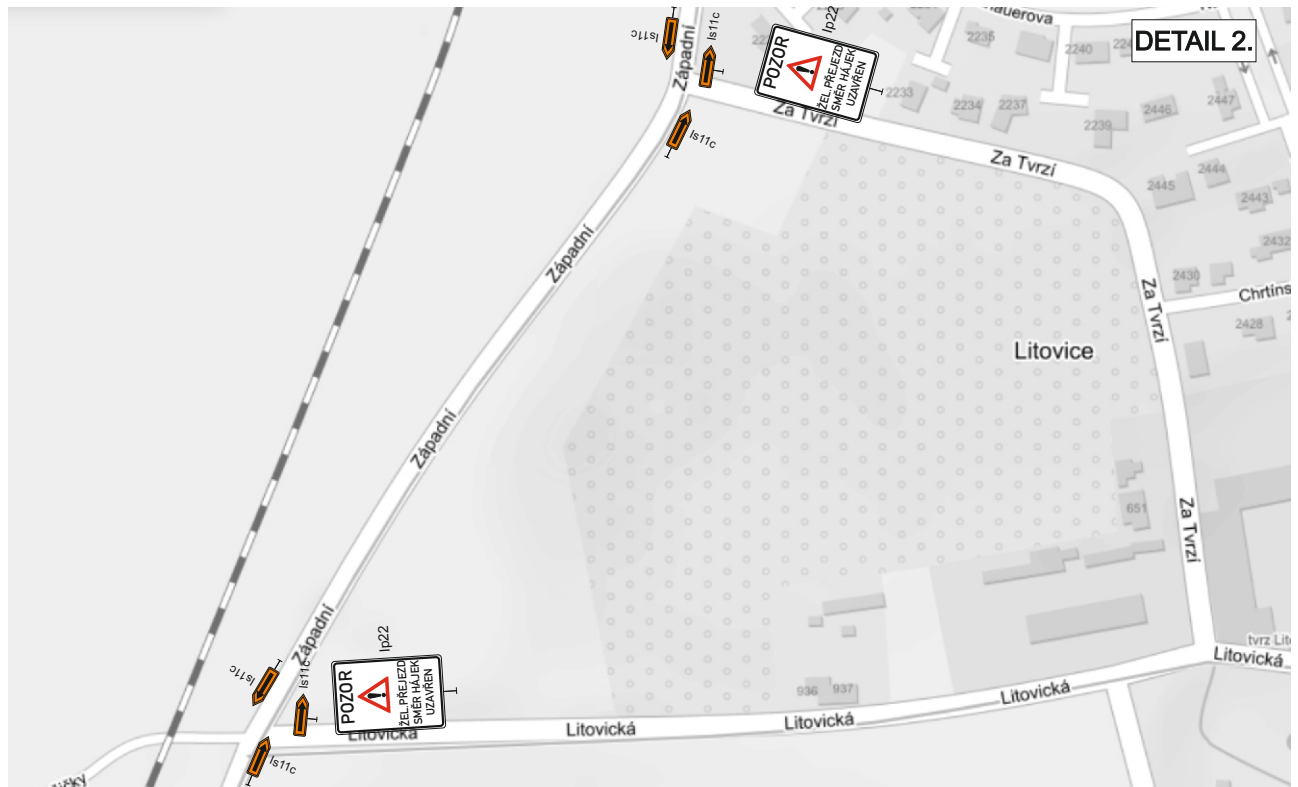 DETAIL 2.
Is11c
Is11c
Ip22
POZOR
ŽEL.PŘEJEZD
SMĚR HÁJEK
UZAVŘEN
Is11c
Západní
Za Tvrzí
2235
2240
2233
2234
2237
2239
2446
2447
Za Tvrzí
2445
2444
2443
2432
2430
2428
Za Tvrzí
Západní
Litovice
Západní
651
Za Tvrzí
Západní
Is11c
Is11c
Ip22
POZOR
ŽEL.PŘEJEZD
SMĚR HÁJEK
UZAVŘEN
Is11c
936
937
Litovická
Litovická
Litovická
Litovická
Litovická